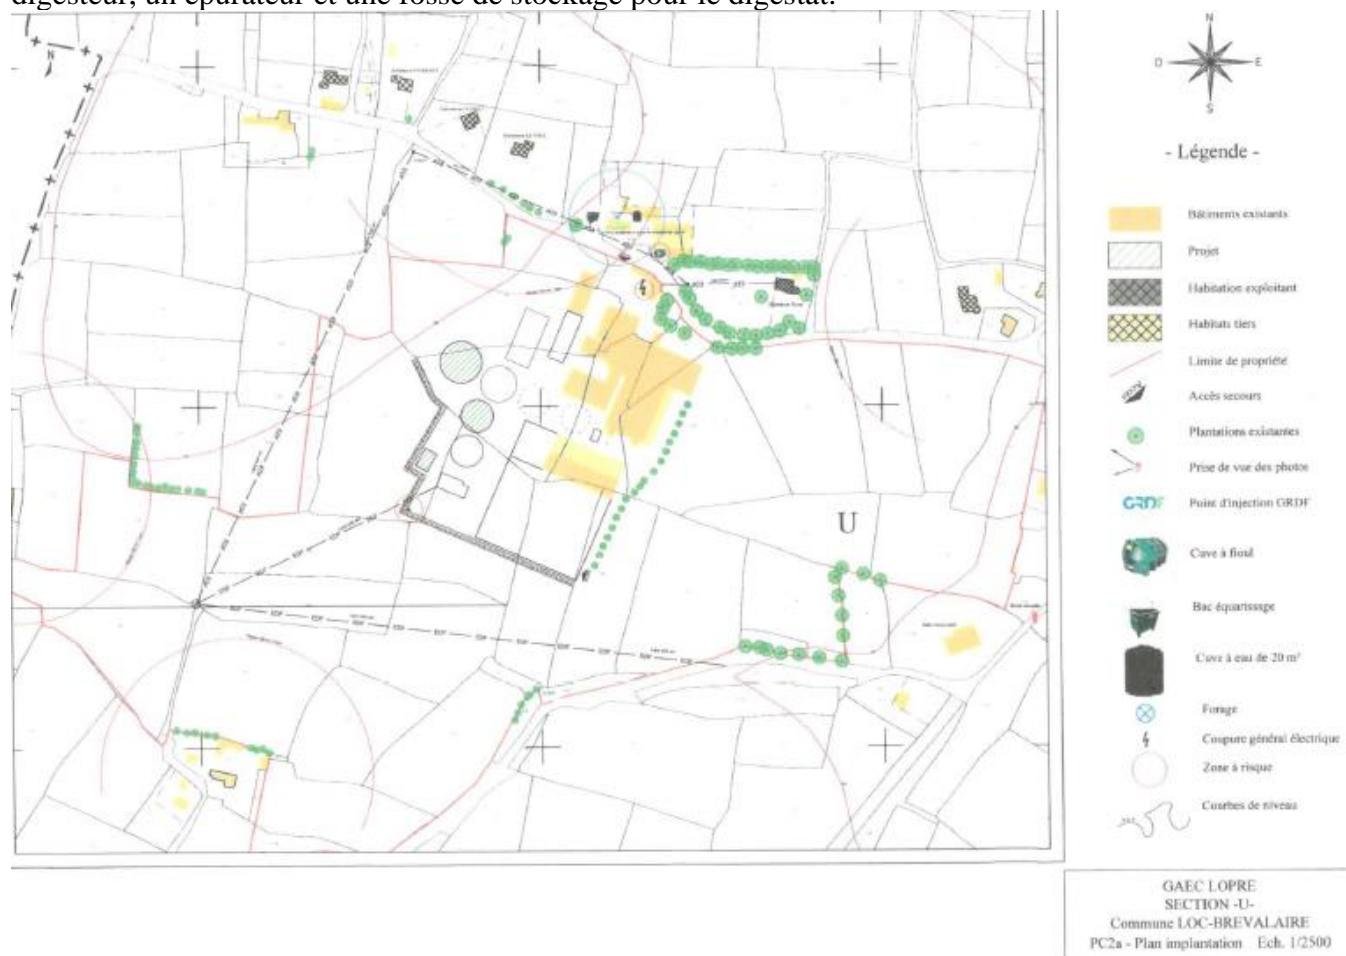 digesteur, un épurateur et une fosse de stockage pour le digestat.
N
O
E
S
- Légende -
Bâtiments existants
Projet
Habitation exploitant
Habitats tiers
Limite de propriété
Accès secours
Plantations existantes
Prise de vue des photos
GRDF
Point d'injection GRDF
Cuve à fioul
Bac équarisssge
Cuve à eau de 20 m³
Forage
Coupure général électrique
Zone à risque
Courbes de niveau
N
U
GAEC LOPRE
SECTION -U-
Commune LOC-BREVALAIRE
PC2a - Plan implantation Ech. 1/2500